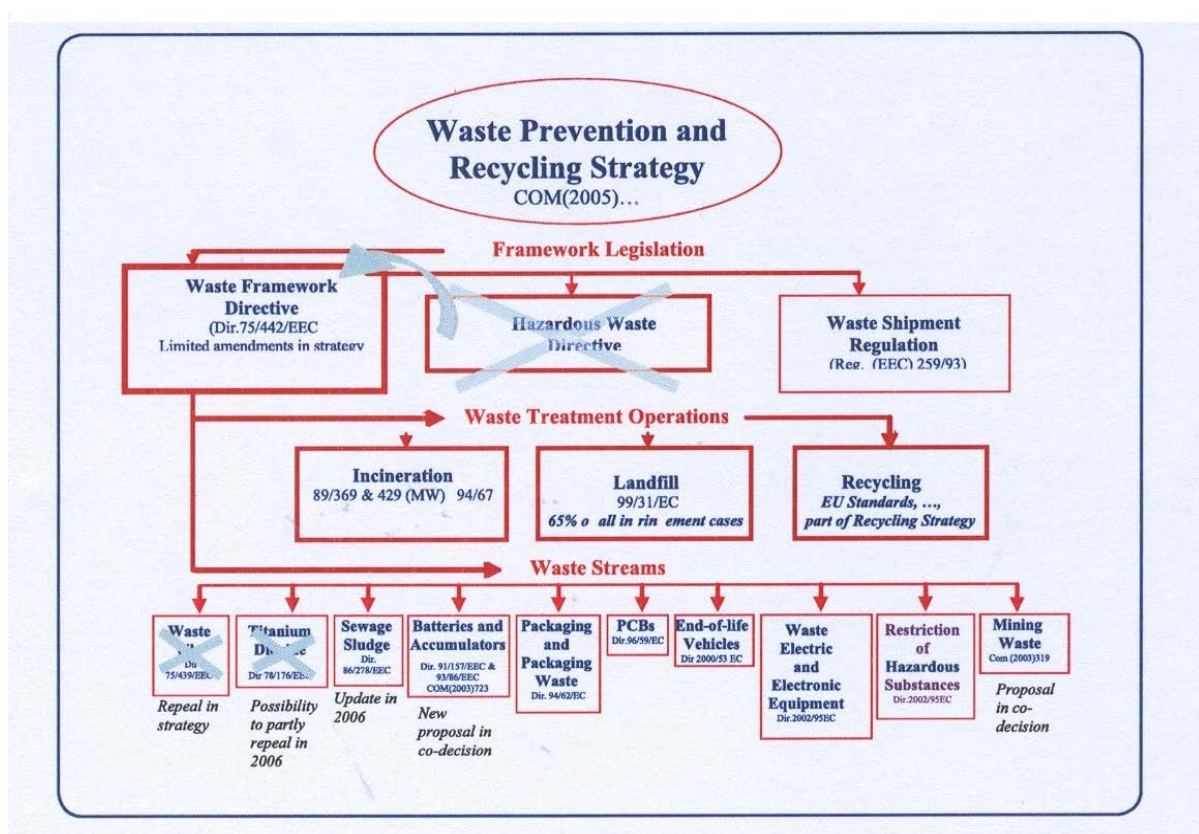 Waste Prevention and
Recycling Strategy
COM(2005)…
Framework Legislation
Waste Framework
Directive
(Dir.75/442/EEC
Limited amendments in strategy
Hazardous Waste
Directive
Waste Shipment
Regulation
(Reg. (EEC) 259/93)
Waste Treatment Operations
Incineration
89/369 & 429 (MW) 94/67
Landfill
99/31/EC
65% o all in rin ement cases
Recycling
EU Standards, …,
part of Recycling Strategy
Waste Streams
Waste
Dir
75/439/EEC
Repeal in
strategy
Titanium
Dir 78/176/EEC
Possibility
to partly
repeal in
2006
Sewage
Sludge
Dir.
86/278/EEC
Update in
2006
Batteries and
Accumulators
Dir. 91/157/EEC &
93/86/EEC
COM(2003)723
New
proposal in
co-decision
Packaging
and
Packaging
Waste
Dir. 94/62/EC
PCBs
Dir.96/59/EC
End-of-life
Vehicles
Dir 2000/53 EC
Waste
Electric
and
Electronic
Equipment
Dir.2002/95EC
Restriction
of
Hazardous
Substances
Dir.2002/95EC
Mining
Waste
Com (2003)319
Proposal
in co-
decision